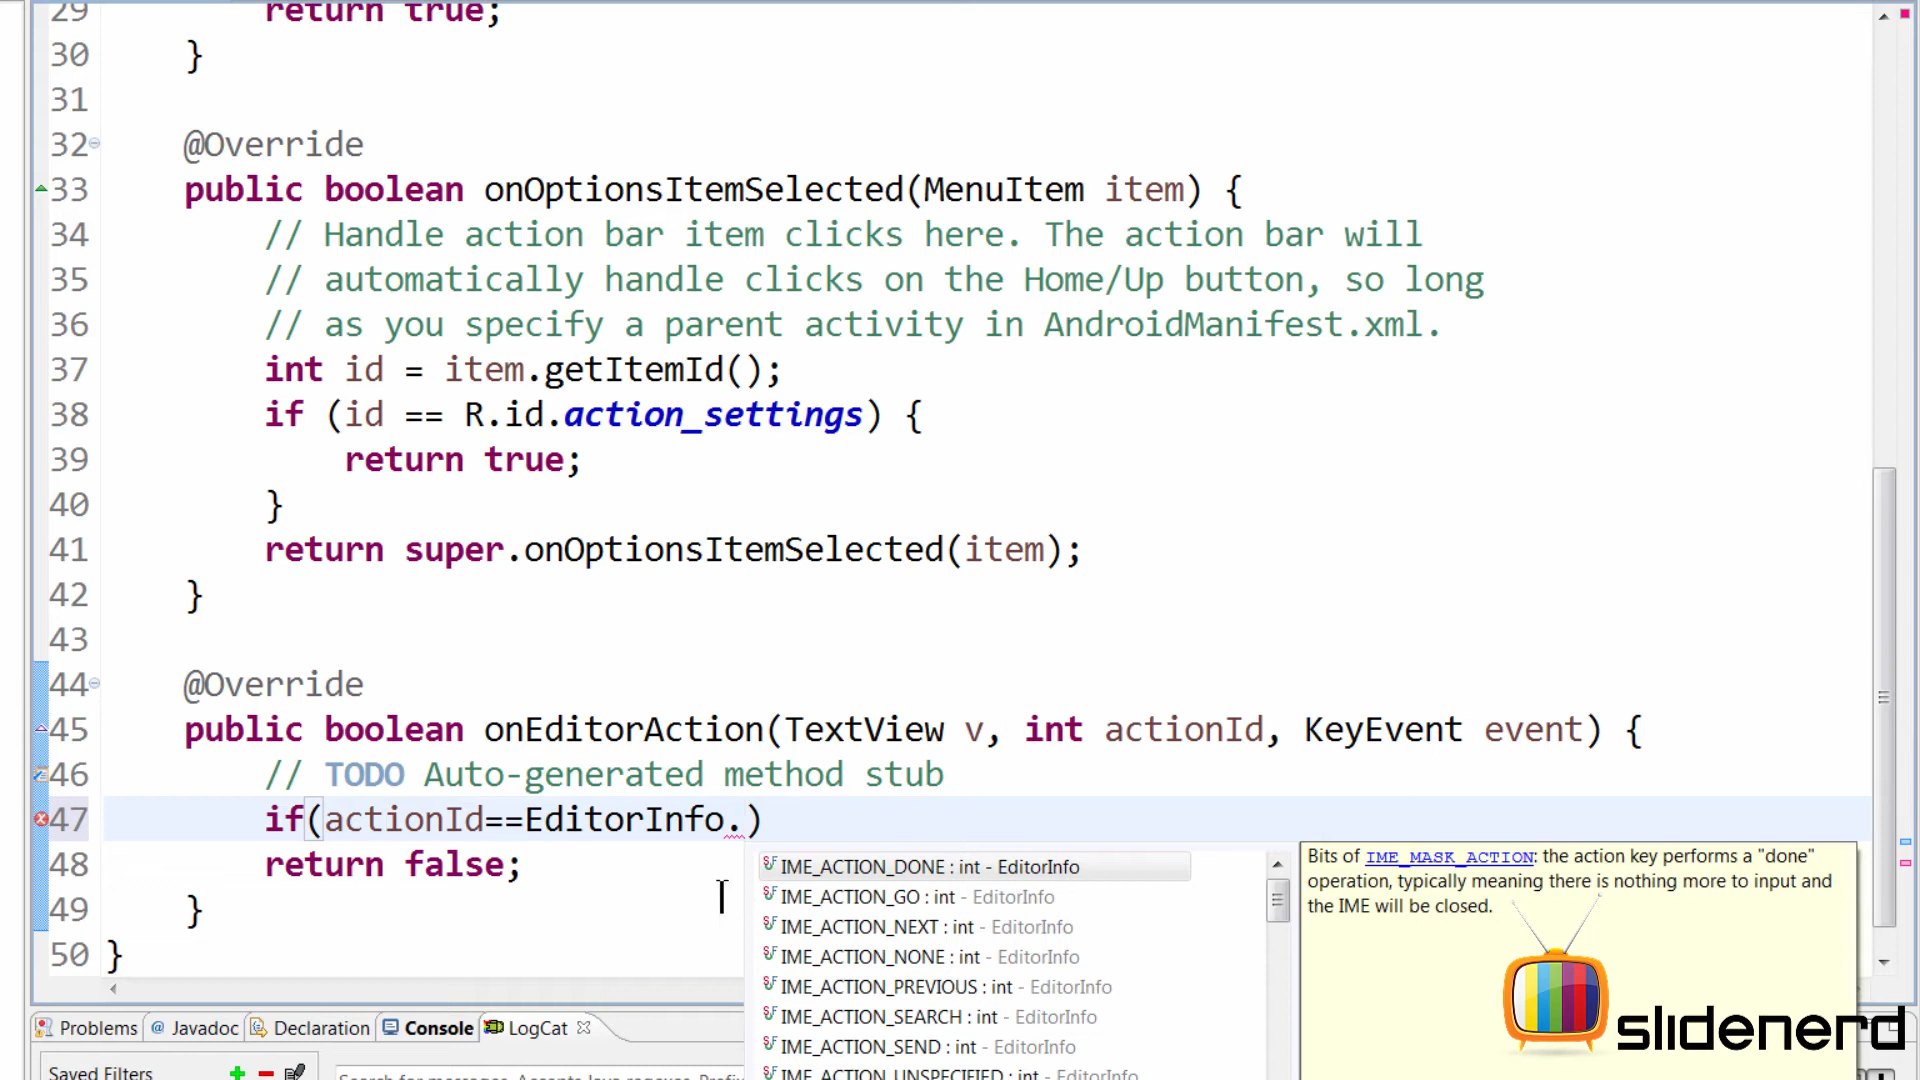 29 return true;
30 }
31
32 @Override
33 public boolean onOptionsItemSelected(MenuItem item) {
34 // Handle action bar item clicks here. The action bar will
35 // automatically handle clicks on the Home/Up button, so long
36 // as you specify a parent activity in AndroidManifest.xml.
37 int id = item.getItemId();
38 if (id == R.id.action_settings) {
39 return true;
40 }
41 return super.onOptionsItemSelected(item);
42 }
43
44 @Override
45 public boolean onEditorAction(TextView v, int actionId, KeyEvent event) {
46 // TODO Auto-generated method stub
47 if(actionId==EditorInfo.)
48 return false;
49 }
50 }
IME_ACTION_DONE : int - EditorInfo
IME_ACTION_GO : int - EditorInfo
IME_ACTION_NEXT : int - EditorInfo
IME_ACTION_NONE : int - EditorInfo
IME_ACTION_PREVIOUS : int - EditorInfo
IME_ACTION_SEARCH : int - EditorInfo
IME_ACTION_SEND : int - EditorInfo
IME_ACTION_UNSPECIFIED : int - EditorInfo
Bits of IME_MASK_ACTION: the action key performs a "done"
operation, typically meaning there is nothing more to input and
the IME will be closed.
slidenerd
Problems @ Javadoc Declaration Console LogCat
Saved Filters
Search for messages. Accepts Java regexes. Prefix